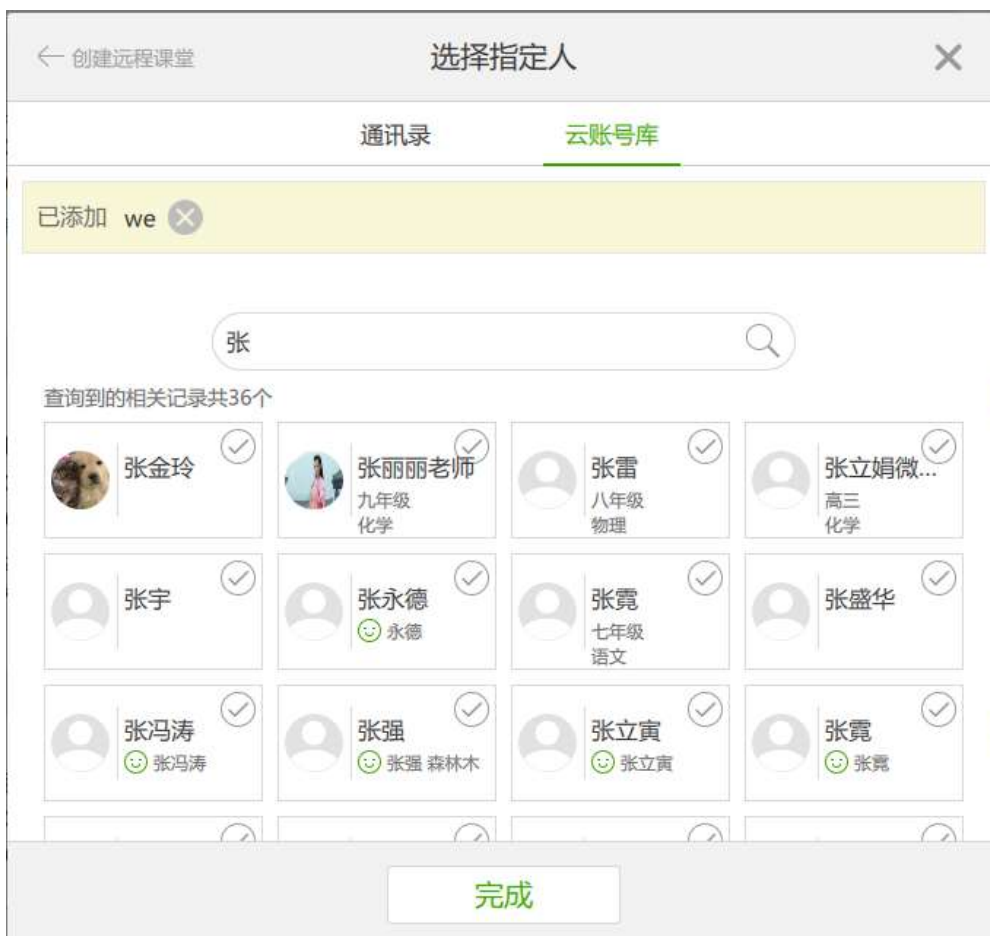 创建远程课堂
选择指定人
通讯录 云账号库
已添加 we
张
查询到的相关记录共36个
张金玲
张丽丽老师
九年级
化学
张雷
八年级
物理
张立娟微...
高三
化学
张宇
张永德
永德
张霓
七年级
语文
张盛华
张冯涛
张冯涛
张强
张强 森林木
张立寅
张立寅
张霓
张霓
完成